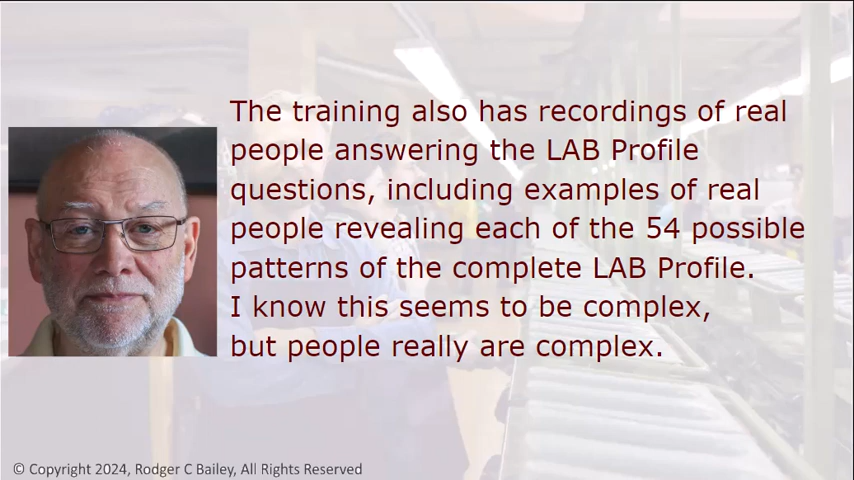 The training also has recordings of real
people answering the LAB Profile
questions, including examples of real
people revealing each of the 54 possible
patterns of the complete LAB Profile.
I know this seems to be complex,
but people really are complex.
© Copyright 2024, Rodger C Bailey, All Rights Reserved